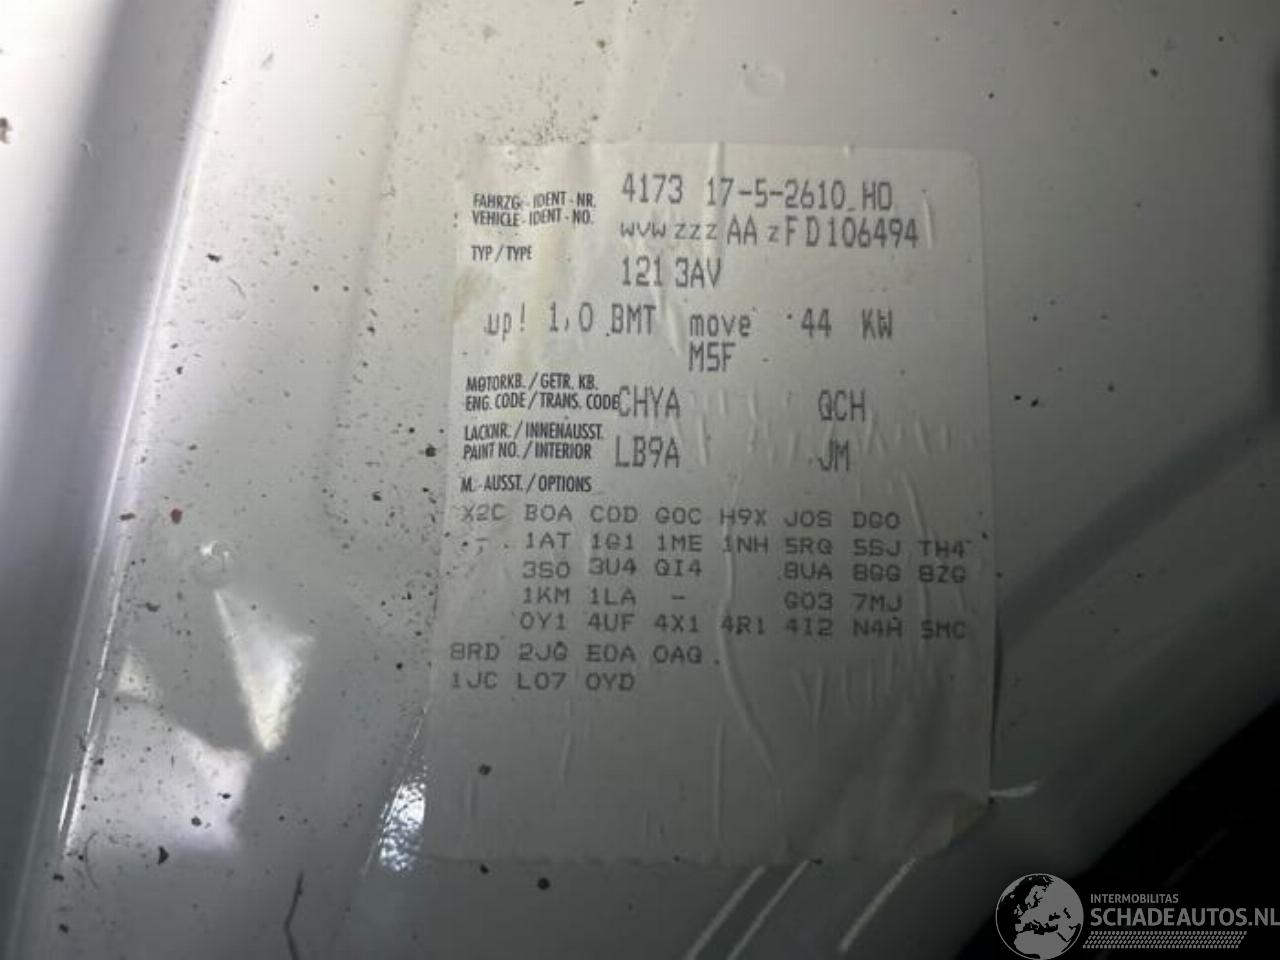 4173 17-5-2610 HO
FAHRZG.-IDENT-NR.
VEHICLE-IDENT-NO. WVWZZZAAZFD106494
TYP/TYPE
121 3AV
up! 1,0 BMT move 44 KW
M5F
MOTORKB./GETR. KB.
ENG. CODE/TRANS. CODE CHYA QCH
LACKNR./INNENAUSST.
PAINT NO./INTERIOR LB9A JM
M.-AUSST./OPTIONS
X2C B0A C0D G0C H9X J0S DG0
- . 1AT 1G1 1ME 1NH 5RQ 5SJ TH4
3S0 3U4 QI4 8UA 8GG 8ZG
1KM 1LA - G03 7MJ
0Y1 4UF 4X1 4R1 4I2 N4H 5MC
8RD 2JG E0A 0AG
1JC L07 0YD
INTERMOBILITAS
SCHADEAUTOS.NL